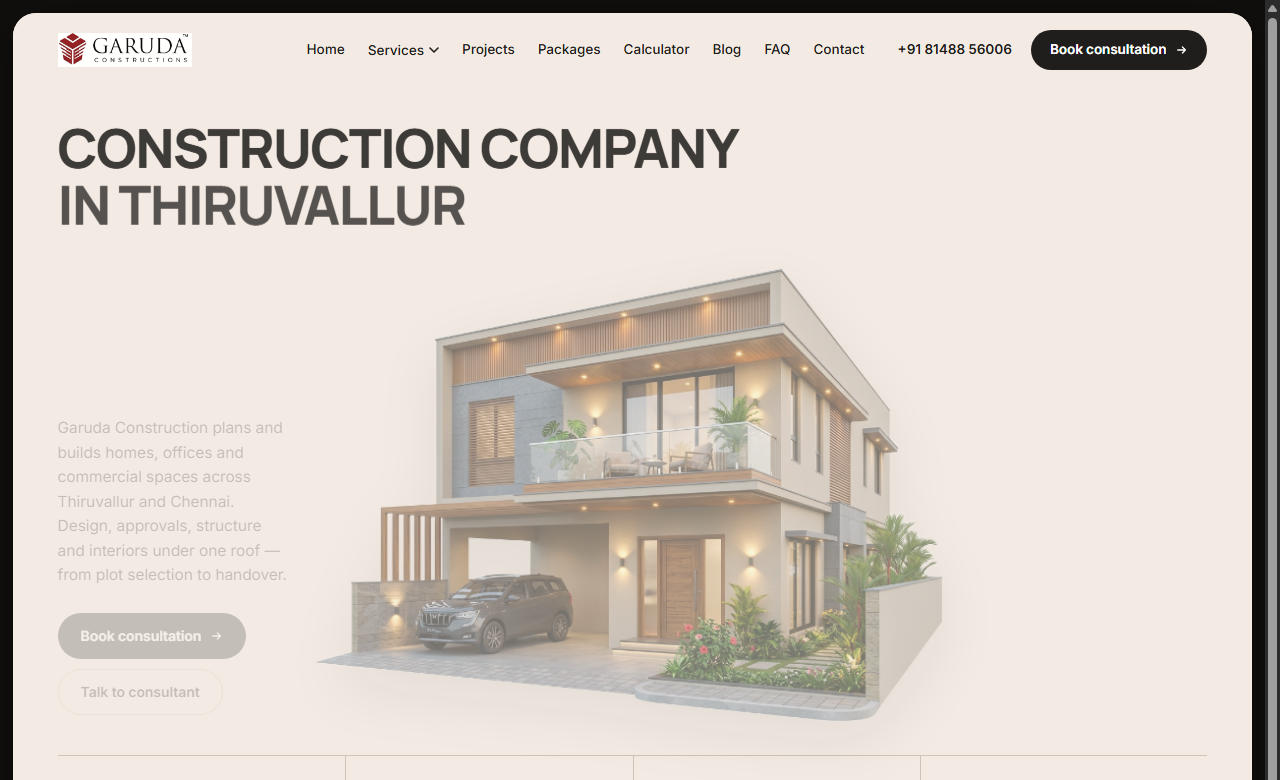 GARUDA
CONSTRUCTIONS
Home
Services
Projects
Packages
Calculator
Blog
FAQ
Contact
+91 81488 56006
Book consultation
CONSTRUCTION COMPANY
IN THIRUVALLUR
Garuda Construction plans and
builds homes, offices and
commercial spaces across
Thiruvallur and Chennai.
Design, approvals, structure
and interiors under one roof —
from plot selection to handover.
Book consultation
Talk to consultant